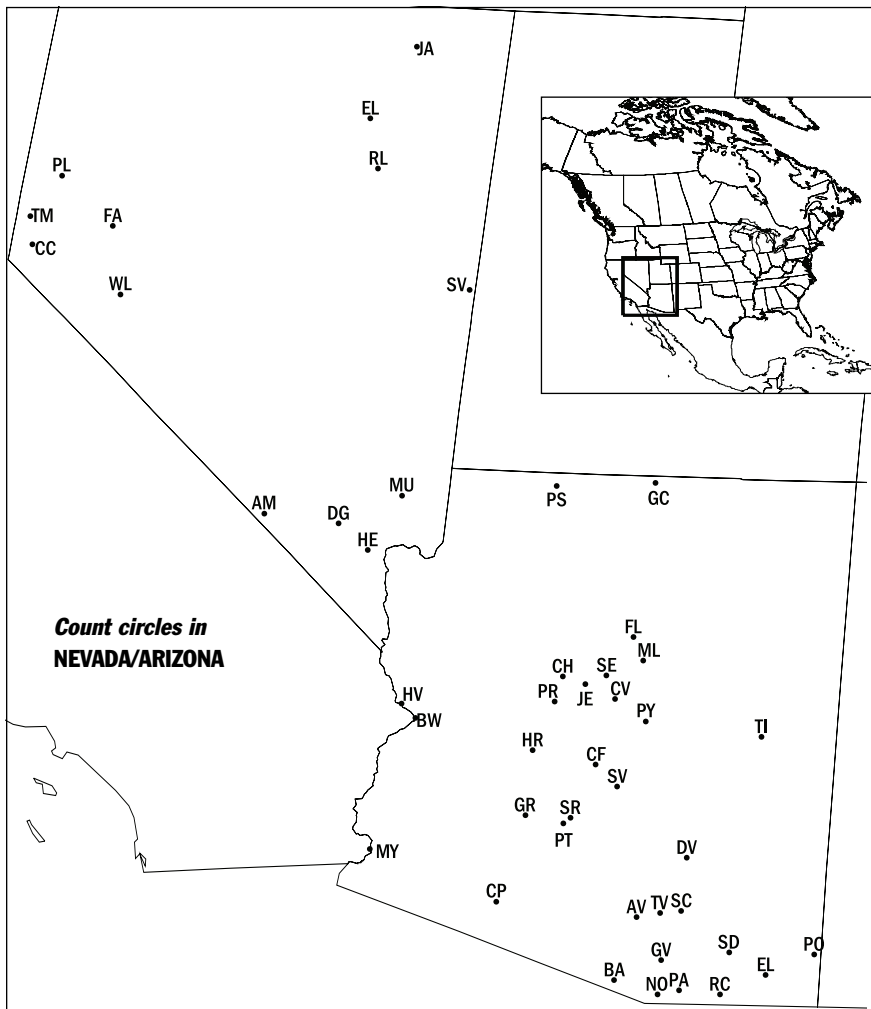 JA
EL
RL
PL
TM
FA
CC
WL
SV
MU
AM
DG
HE
PS
GC
Count circles in
NEVADA/ARIZONA
FL
ML
CH
SE
PR
JE
CV
HV
BW
PY
TI
HR
CF
SV
GR
SR
PT
MY
DV
CP
AV
TV
SC
GV
SD
PO
BA
EL
NO
PA
RC